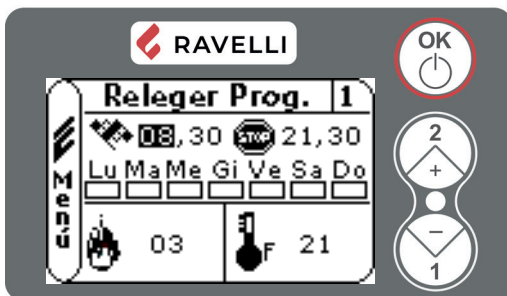 RAVELLI
OK
Releger Prog. 1
08,30 STOP 21,30
Lu Ma Me Gi Ve Sa Do
Menú
03
F 21
2
+
−
1